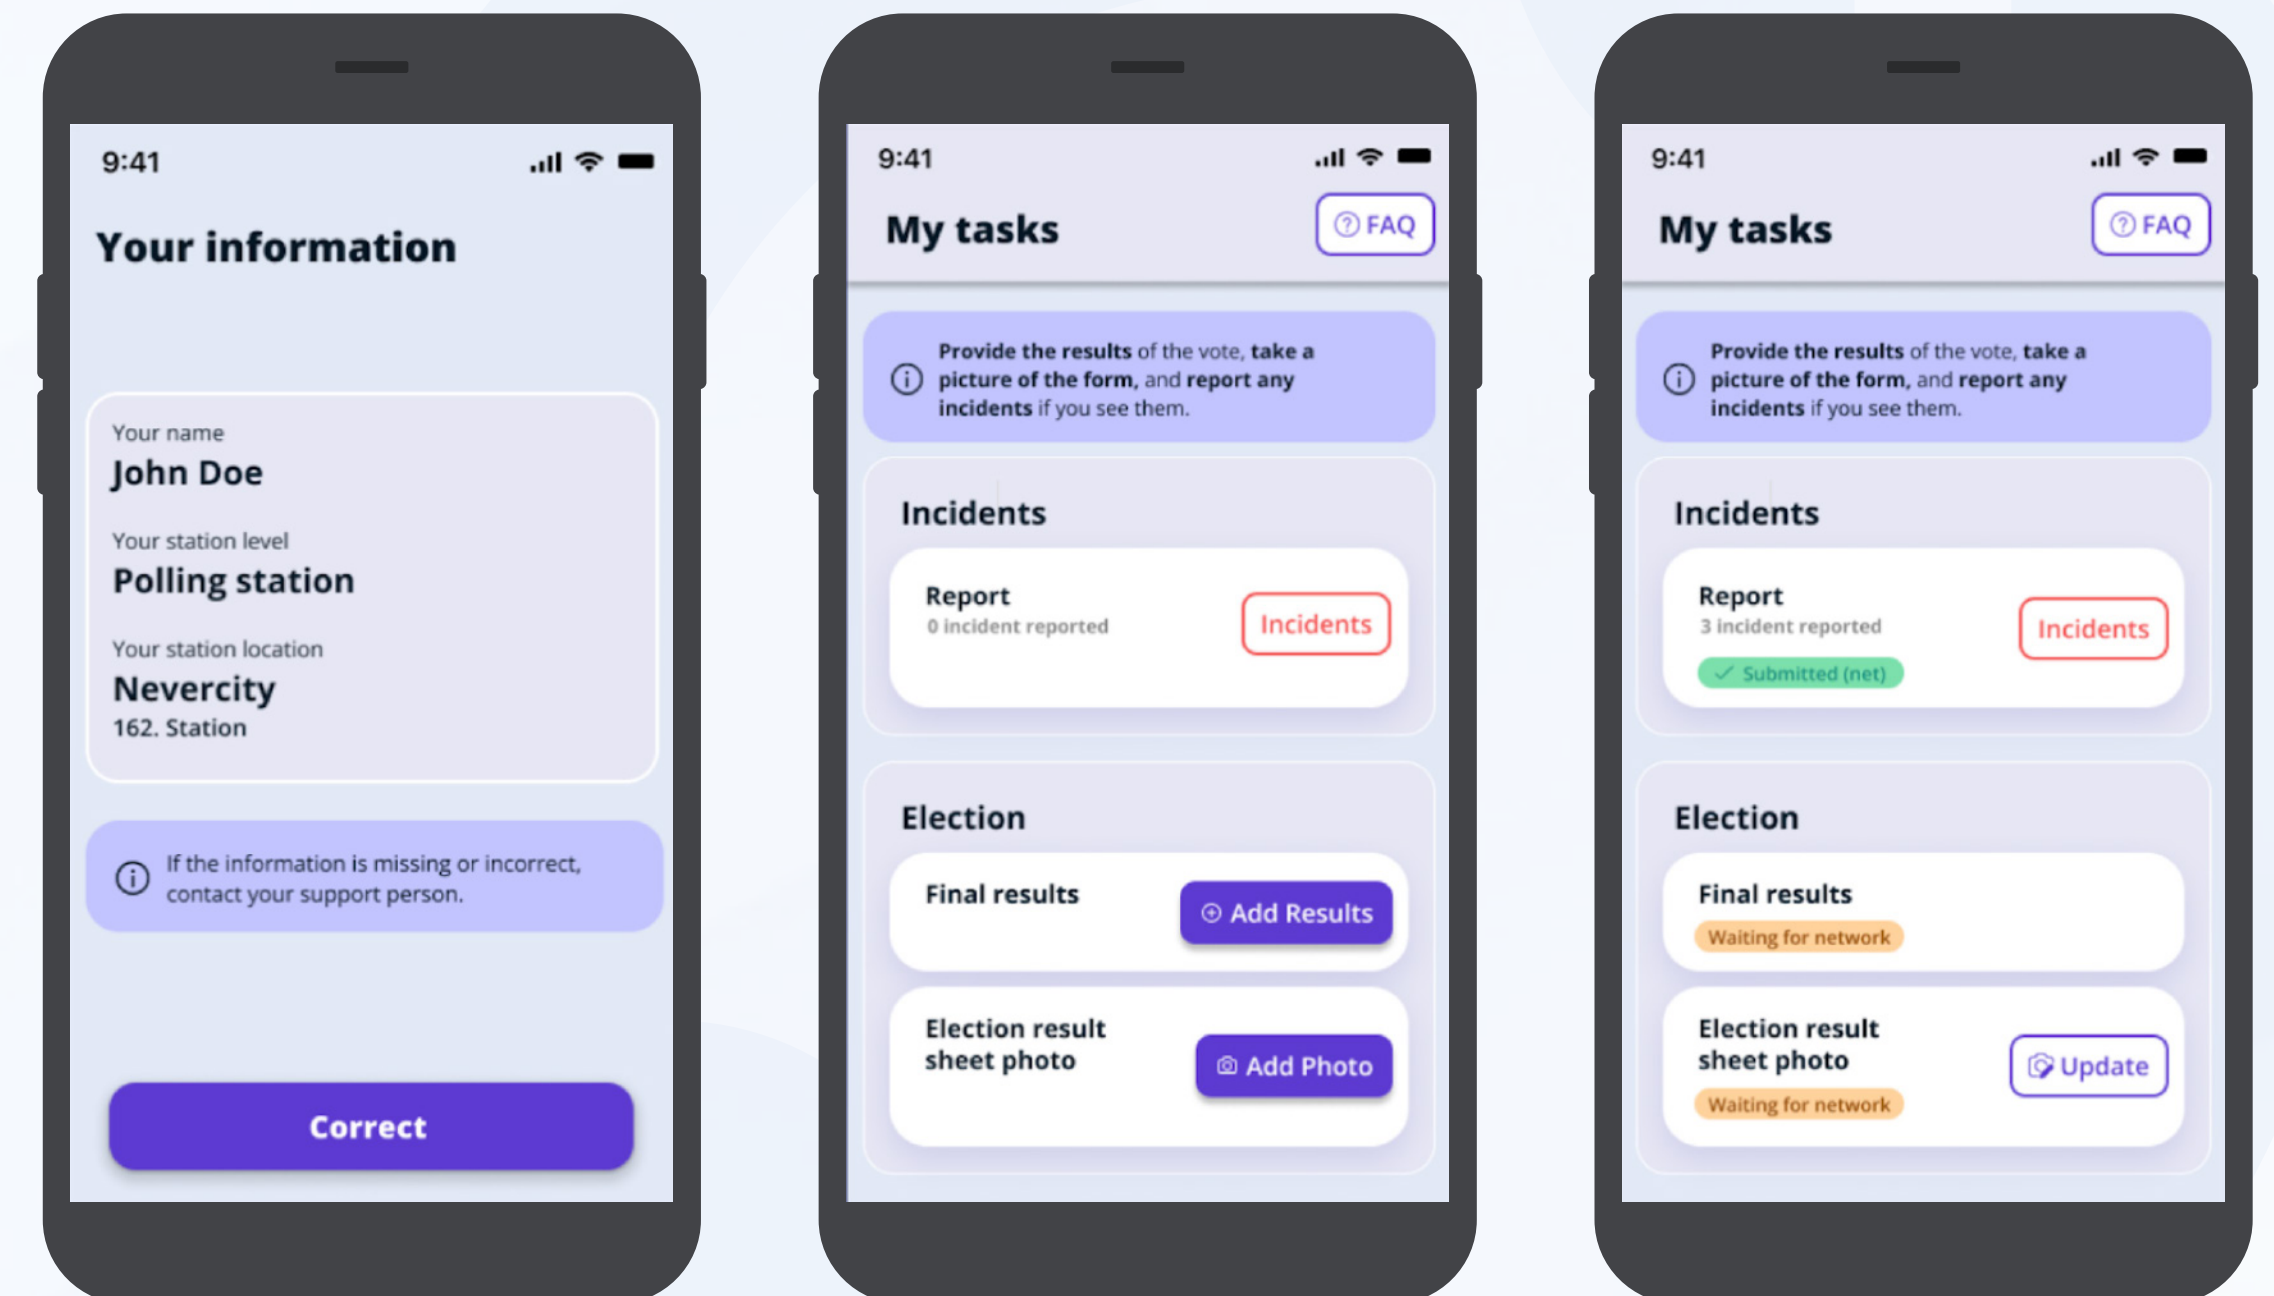 9:41
Your information
Your name
John Doe
Your station level
Polling station
Your station location
Nevercity
162. Station
If the information is missing or incorrect,
contact your support person.
Correct
9:41
My tasks
FAQ
Provide the results of the vote, take a
picture of the form, and report any
incidents if you see them.
Incidents
Report
0 incident reported
Incidents
Election
Final results
Add Results
Election result
sheet photo
Add Photo
9:41
My tasks
FAQ
Provide the results of the vote, take a
picture of the form, and report any
incidents if you see them.
Incidents
Report
3 incident reported
Submitted (net)
Incidents
Election
Final results
Waiting for network
Election result
sheet photo
Waiting for network
Update